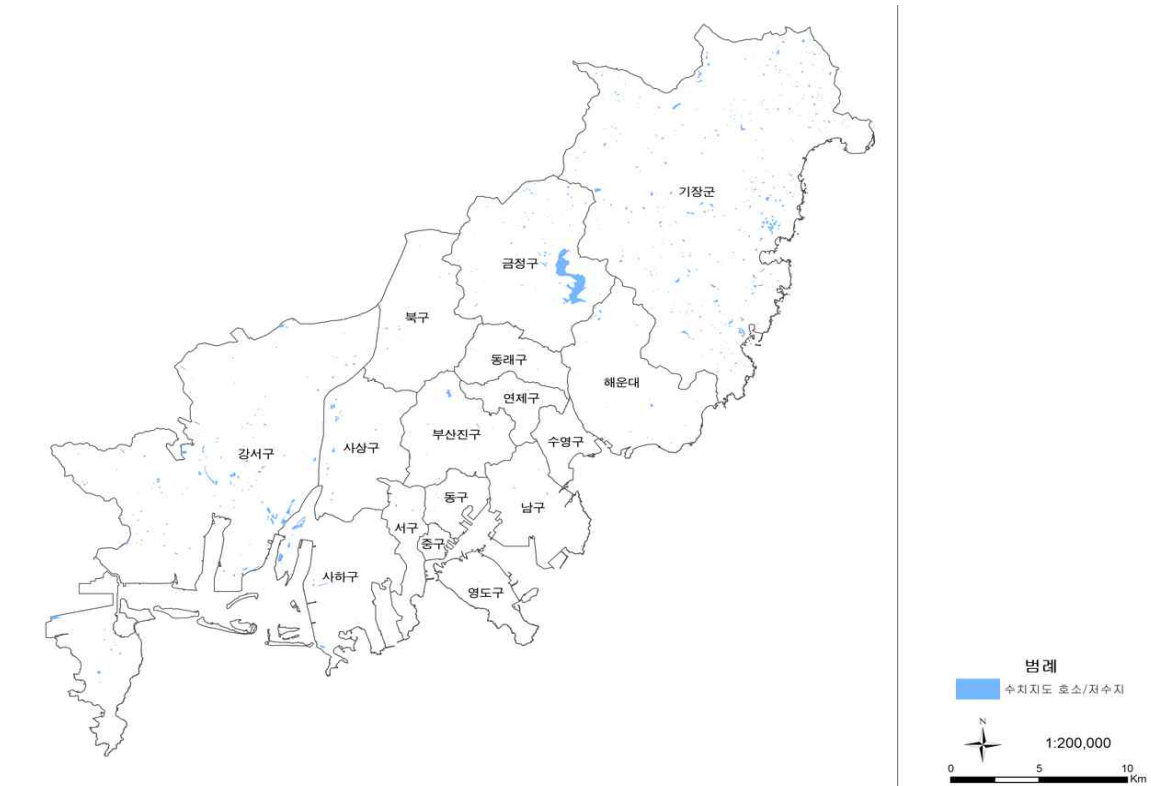 기장군
금정구
북구
동래구
해운대
연제구
부산진구
수영구
사상구
강서구
동구
남구
서구
중구
사하구
영도구
범례
수치지도 호소/저수지
N
1:200,000
0 5 10
Km